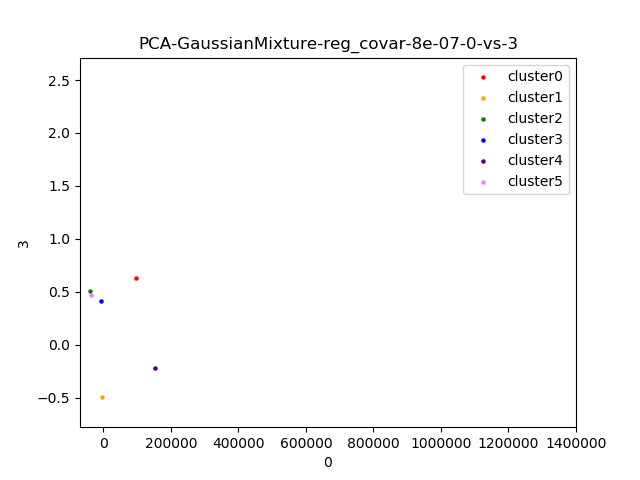 PCA-GaussianMixture-reg_covar-8e-07-0-vs-3
2.5
2.0
1.5
1.0
0.5
0.0
−0.5
3
cluster0
cluster1
cluster2
cluster3
cluster4
cluster5
0 200000 400000 600000 800000 1000000 1200000 1400000
0